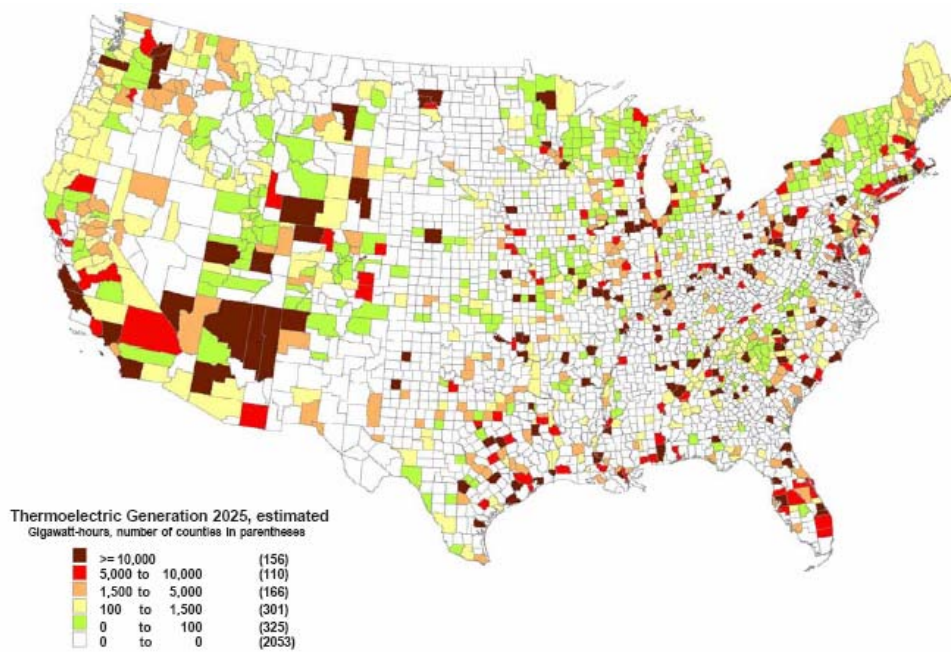 Thermoelectric Generation 2025, estimated
Gigawatt-hours, number of counties in parentheses
>= 10,000 (156)
5,000 to 10,000 (110)
1,500 to 5,000 (166)
100 to 1,500 (301)
0 to 100 (325)
0 to 0 (2053)